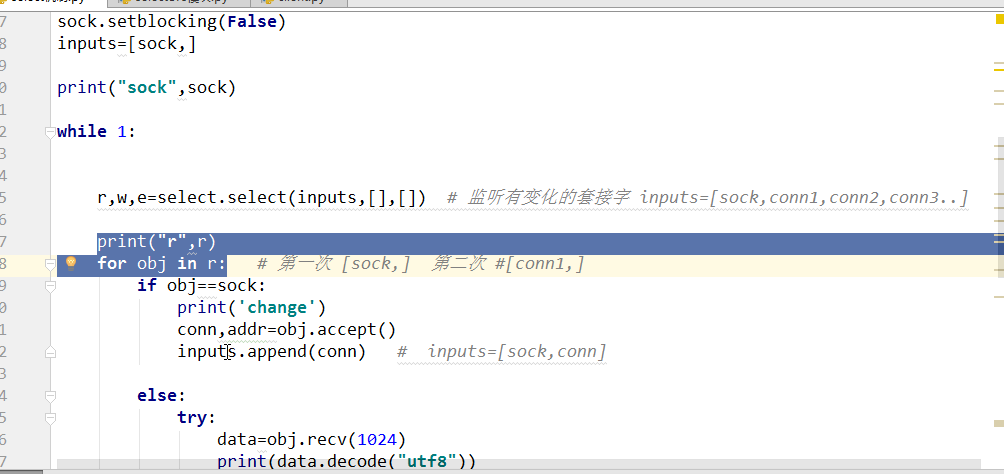 sock.setblocking(False)
inputs=[sock,]
print("sock",sock)
while 1:
r,w,e=select.select(inputs,[],[])  # 监听有变化的套接字 inputs=[sock,conn1,conn2,conn3..]
print("r",r)
for obj in r:   # 第一次 [sock,]  第二次 #[conn1,]
if obj==sock:
print('change')
conn,addr=obj.accept()
inputs.append(conn)   #  inputs=[sock,conn]
else:
try:
data=obj.recv(1024)
print(data.decode("utf8"))